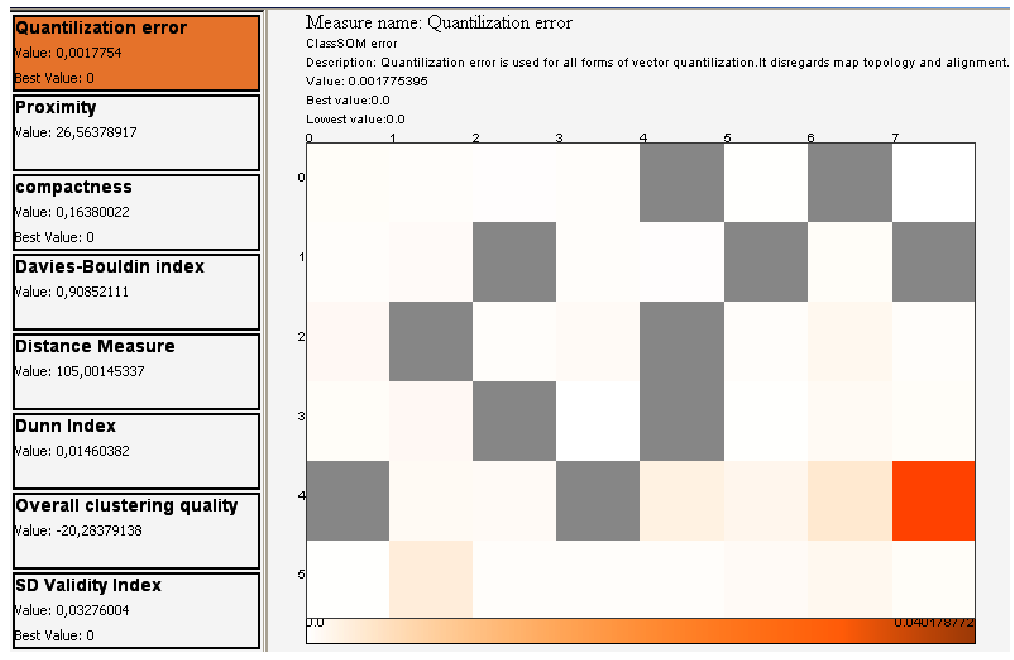 Quantilization error
Value: 0,0017754
Best Value: 0
Proximity
Value: 26,56378917
compactness
Value: 0,16380022
Best Value: 0
Davies-Bouldin index
Value: 0,90852111
Distance Measure
Value: 105,00145337
Dunn Index
Value: 0,01460382
Overall clustering quality
Value: -20,28379138
SD Validity Index
Value: 0,03276004
Best Value: 0
Measure name: Quantilization error
ClassSOM error
Description: Quantilization error is used for all forms of vector quantilization.It disregards map topology and alignment.
Value: 0.001775395
Best value:0.0
Lowest value:0.0
0 1 2 3 4 5 6 7
0
1
2
3
4
5
0.0 0.040178772